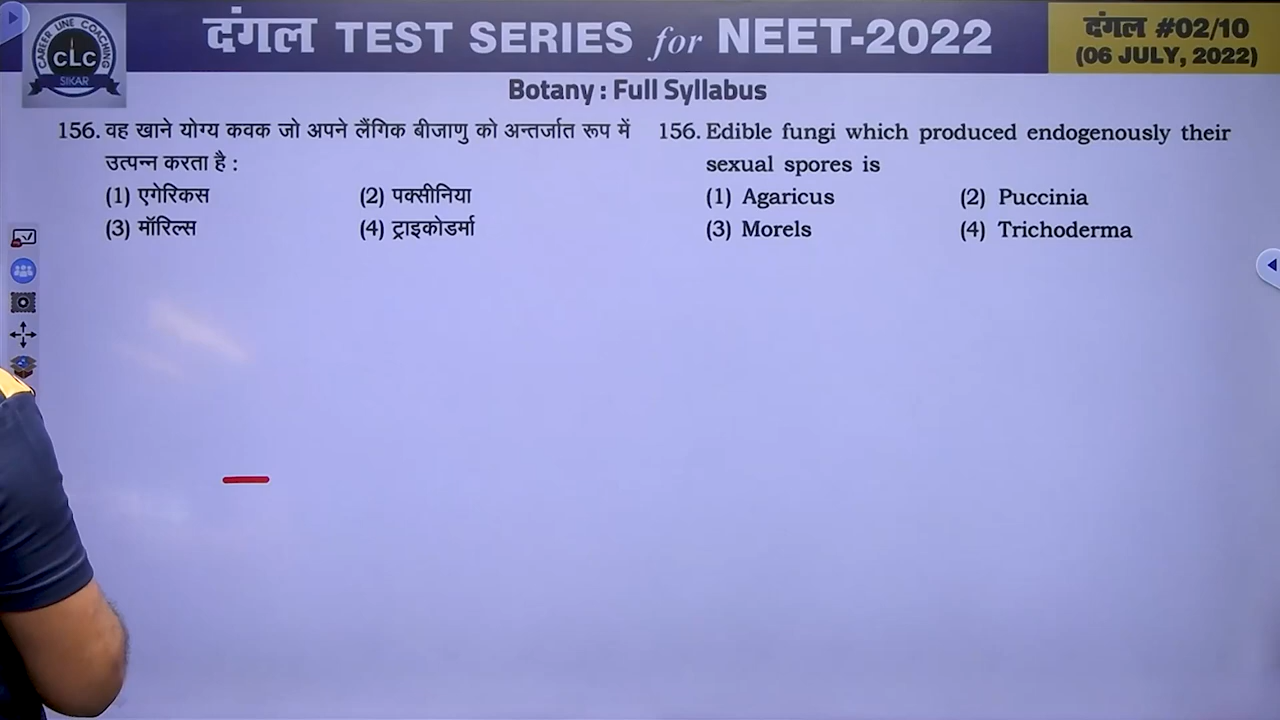 CAREER LINE COACHING
CLC
SIKAR
दंगल TEST SERIES for NEET-2022
दंगल #02/10
(06 JULY, 2022)
Botany : Full Syllabus
156. वह खाने योग्य कवक जो अपने लैंगिक बीजाणु को अन्तर्जात रूप में
उत्पन्न करता है :
(1) एगेरिकस (2) पक्सीनिया
(3) मॉरिल्स (4) ट्राइकोडर्मा
156. Edible fungi which produced endogenously their
sexual spores is
(1) Agaricus (2) Puccinia
(3) Morels (4) Trichoderma